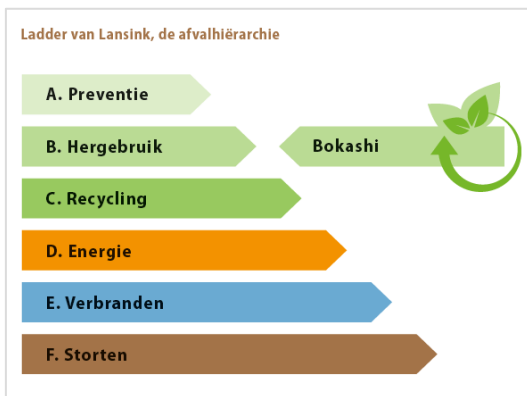 Ladder van Lansink, de afvalhiërarchie
A. Preventie
B. Hergebruik
Bokashi
C. Recycling
D. Energie
E. Verbranden
F. Storten